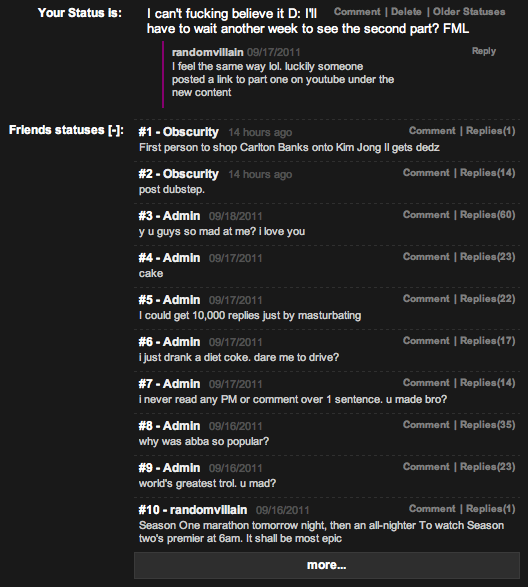 Your Status is:
I can't fucking believe it D: I'll
Comment | Delete | Older Statuses
have to wait another week to see the second part? FML
randomvillain 09/17/2011
Reply
I feel the same way lol. luckily someone
posted a link to part one on youtube under the
new content
Friends statuses [-]:
#1 - Obscurity 14 hours ago
Comment | Replies(1)
First person to shop Carlton Banks onto Kim Jong Il gets dedz
#2 - Obscurity 14 hours ago
Comment | Replies(14)
post dubstep.
#3 - Admin 09/18/2011
Comment | Replies(60)
y u guys so mad at me? i love you
#4 - Admin 09/17/2011
Comment | Replies(23)
cake
#5 - Admin 09/17/2011
Comment | Replies(22)
I could get 10,000 replies just by masturbating
#6 - Admin 09/17/2011
Comment | Replies(17)
i just drank a diet coke. dare me to drive?
#7 - Admin 09/17/2011
Comment | Replies(14)
i never read any PM or comment over 1 sentence. u made bro?
#8 - Admin 09/16/2011
Comment | Replies(35)
why was abba so popular?
#9 - Admin 09/16/2011
Comment | Replies(23)
world's greatest trol. u mad?
#10 - randomvillain 09/16/2011
Comment | Replies(1)
Season One marathon tomorrow night, then an all-nighter To watch Season
two's premier at 6am. It shall be most epic
more...